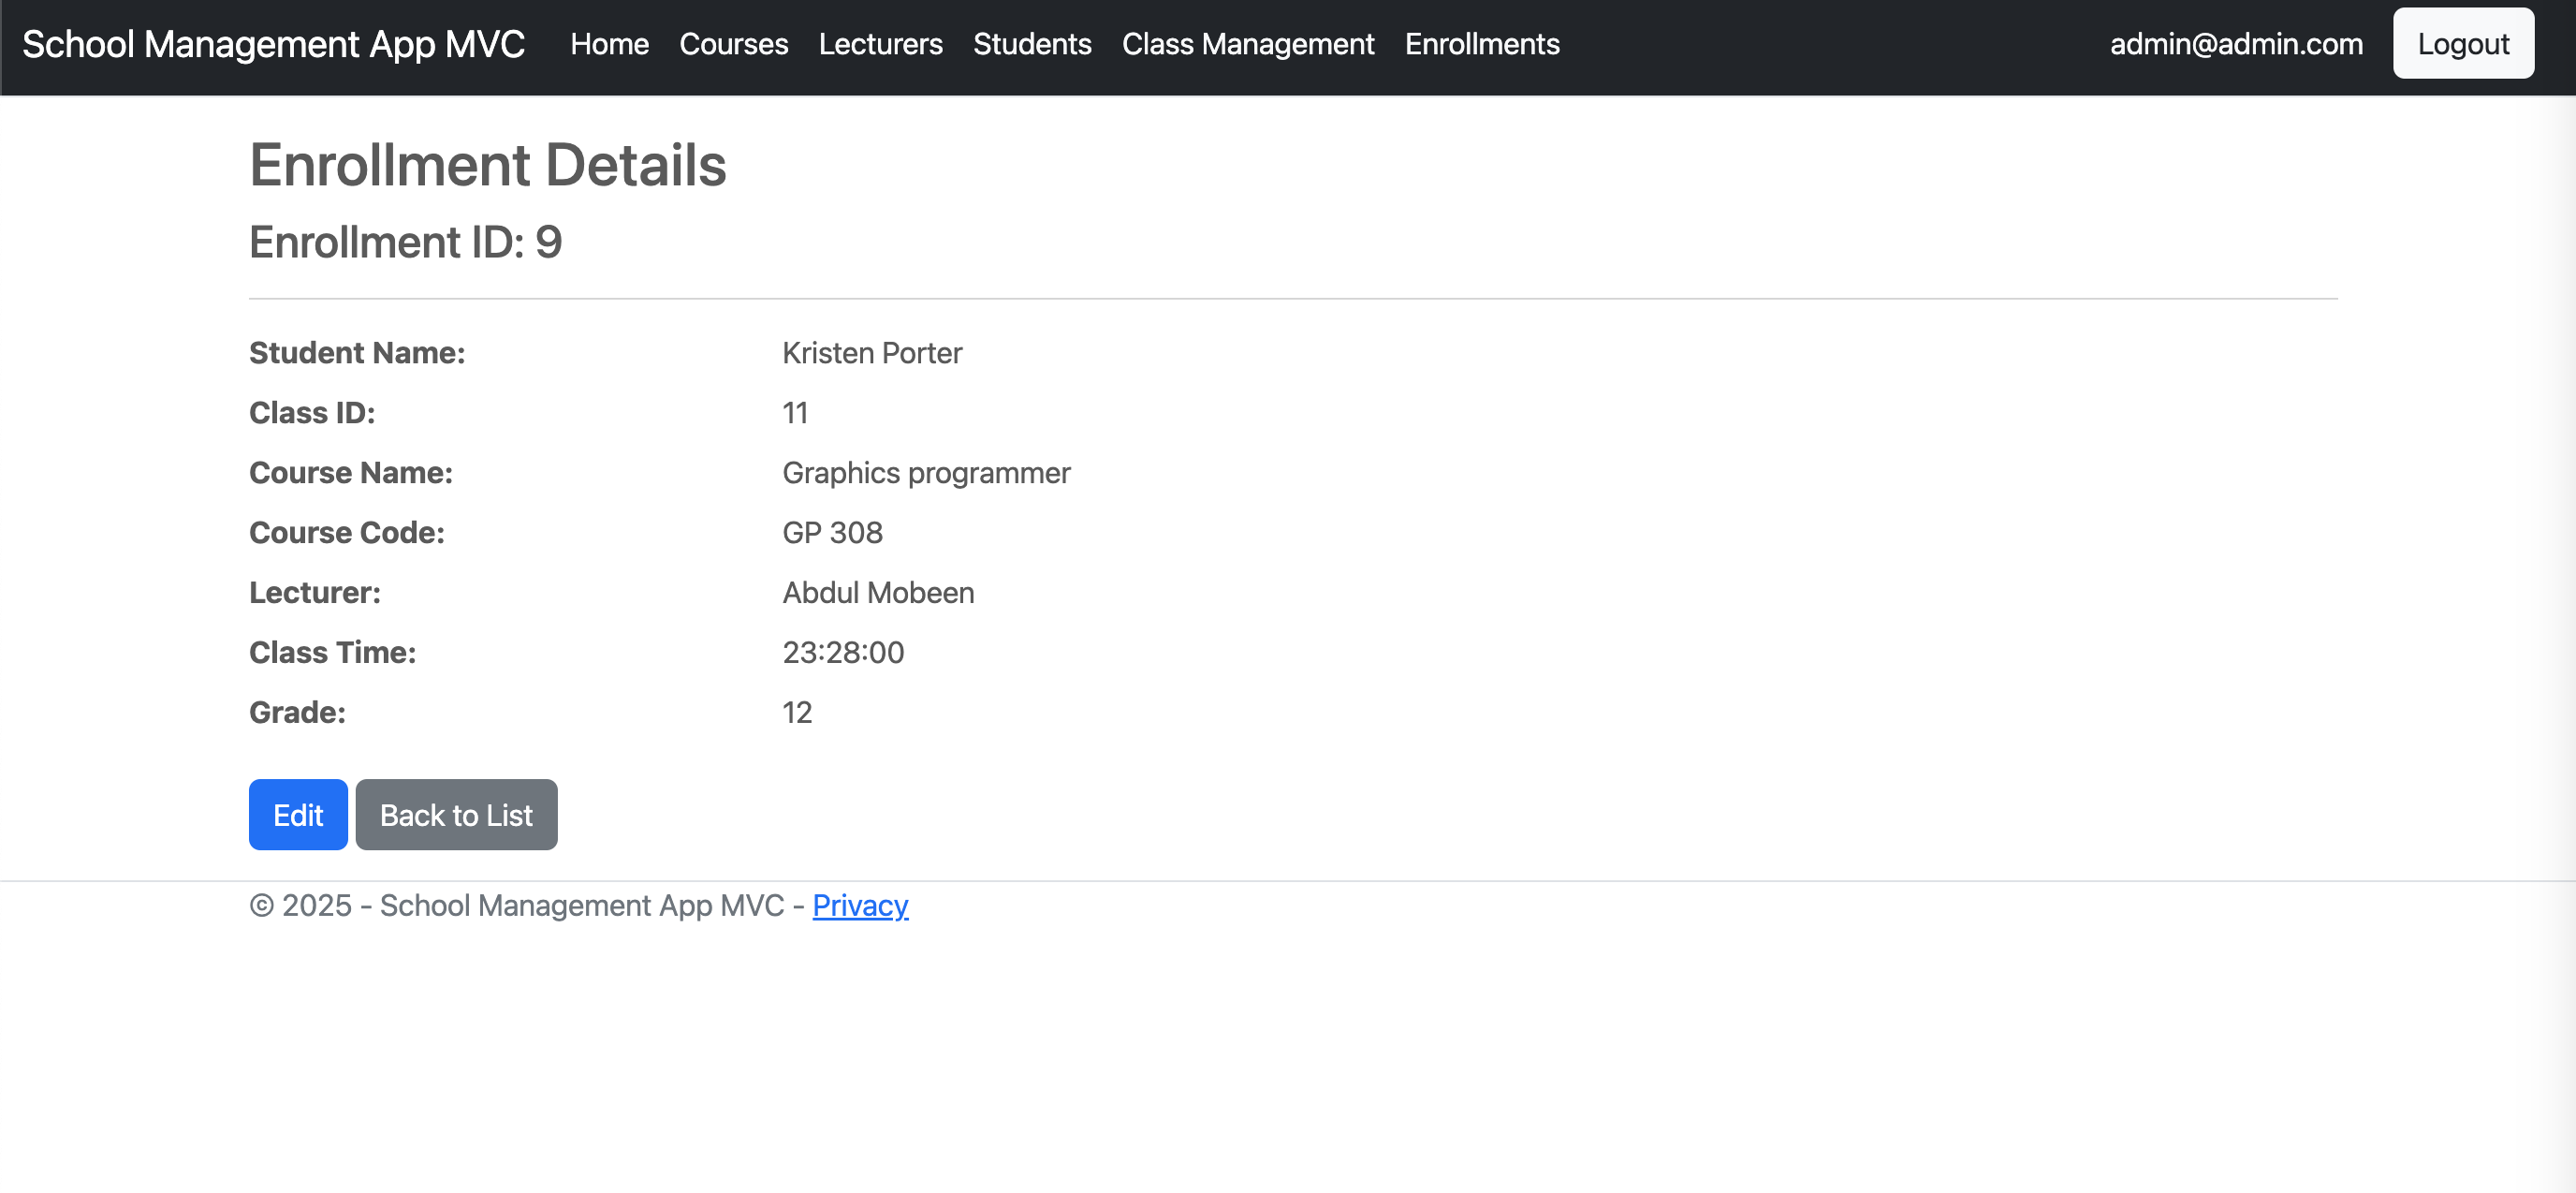 School Management App MVC Home Courses Lecturers Students Class Management Enrollments admin@admin.com Logout
Enrollment Details
Enrollment ID: 9
Student Name: Kristen Porter
Class ID: 11
Course Name: Graphics programmer
Course Code: GP 308
Lecturer: Abdul Mobeen
Class Time: 23:28:00
Grade: 12
Edit Back to List
© 2025 - School Management App MVC - Privacy